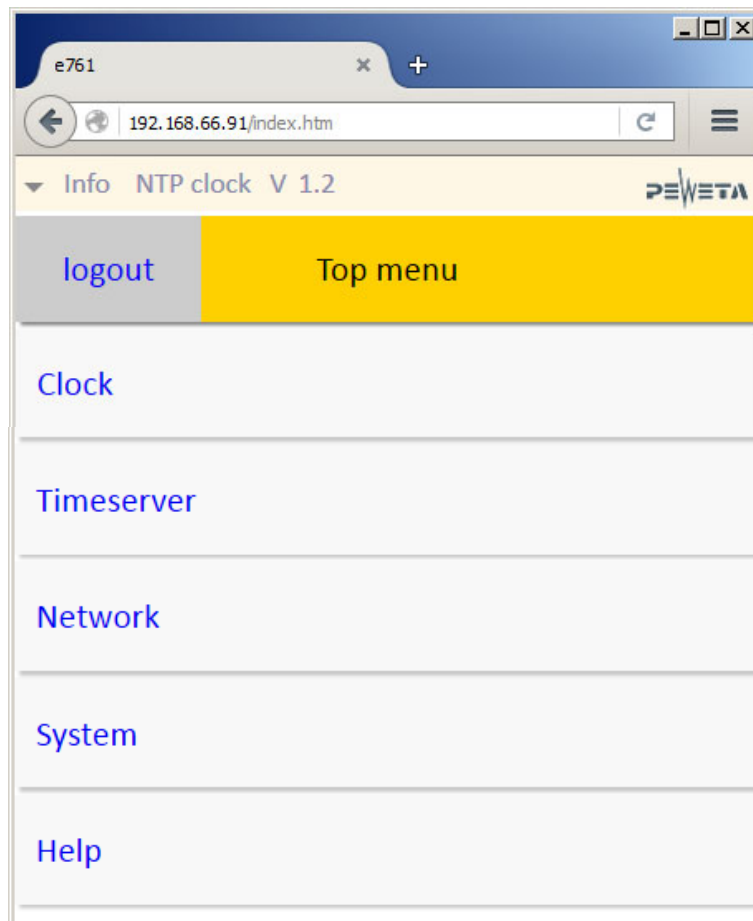 e761
192.168.66.91/index.htm
Info NTP clock V 1.2
PEWETA
logout Top menu
Clock
Timeserver
Network
System
Help